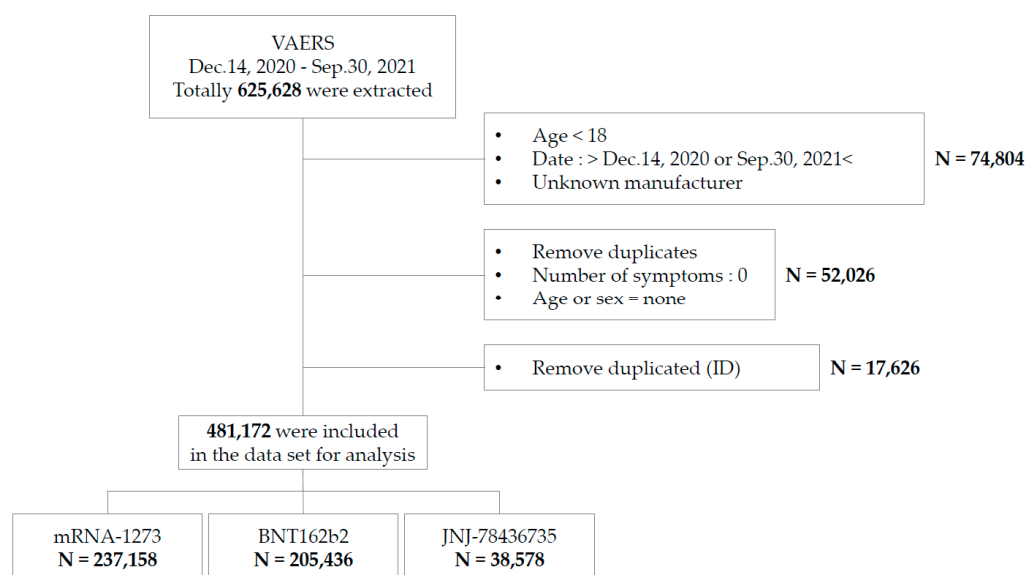 VAERS
Dec.14, 2020 - Sep.30, 2021
Totally 625,628 were extracted
• Age < 18
• Date : > Dec.14, 2020 or Sep.30, 2021<
• Unknown manufacturer
N = 74,804
• Remove duplicates
• Number of symptoms : 0
• Age or sex = none
N = 52,026
• Remove duplicated (ID)
N = 17,626
481,172 were included
in the data set for analysis
mRNA-1273
N = 237,158
BNT162b2
N = 205,436
JNJ-78436735
N = 38,578